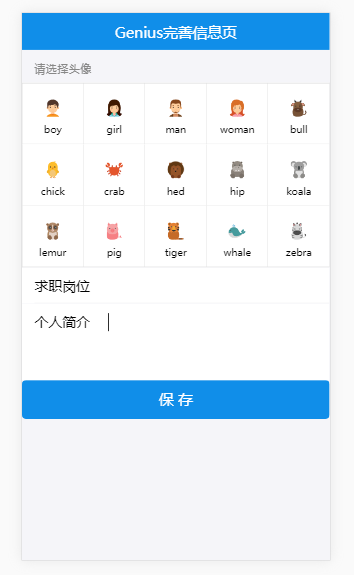 Genius完善信息页
请选择头像
boy girl man woman bull
chick crab hed hip koala
lemur pig tiger whale zebra
求职岗位
个人简介
保 存